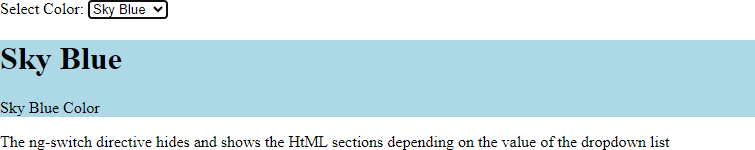 Select Color: Sky Blue
Sky Blue
Sky Blue Color
The ng-switch directive hides and shows the HtML sections depending on the value of the dropdown list